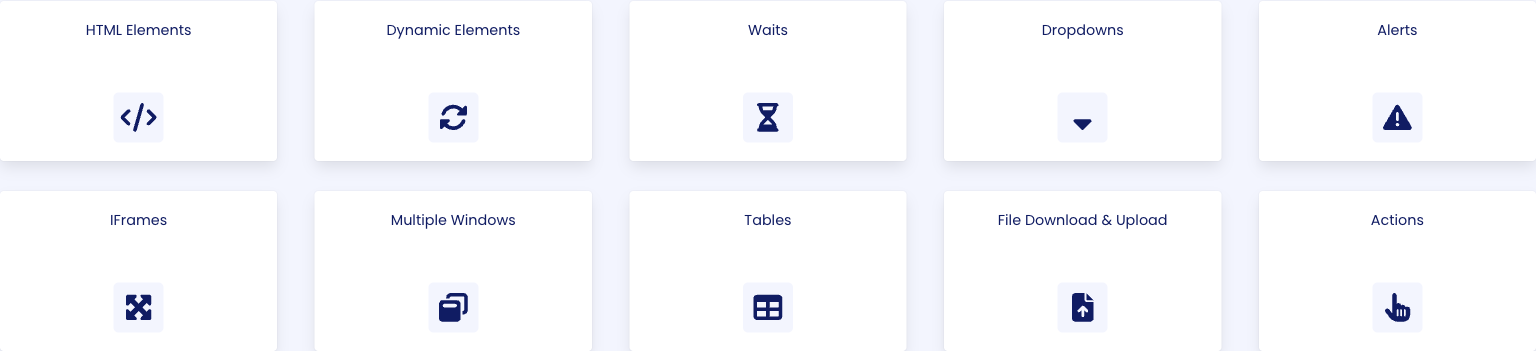 HTML Elements
Dynamic Elements
Waits
Dropdowns
Alerts
IFrames
Multiple Windows
Tables
File Download & Upload
Actions